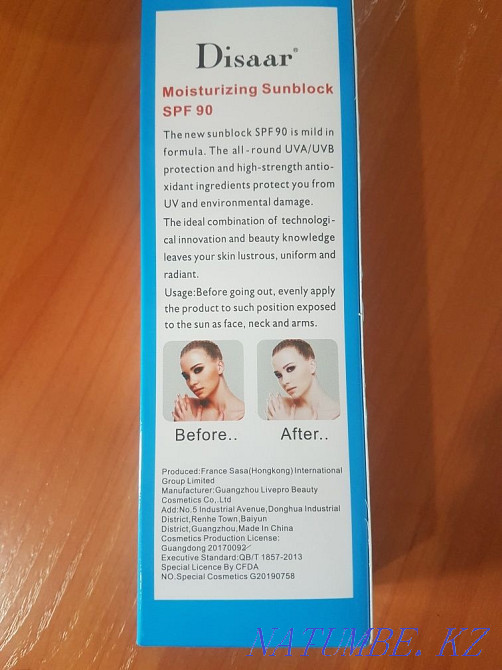 Disaar®
Moisturizing Sunblock
SPF 90
The new sunblock SPF90 is mild in
formula. The all-round UVA/UVB
protection and high-strength antio-
xidant ingredients protect you from
UV and environmental damage.
The ideal combination of technologi-
cal innovation and beauty knowledge
leaves your skin lustrous, uniform and
radiant.
Usage:Before going out, evenly apply
the product to such position exposed
to the sun as face, neck and arms.
Before.. After..
Produced:France Sasa(Hongkong)International
Group Limited
Manufacturer:Guangzhou Livepro Beauty
Cosmetics Co,.Ltd
Add:No.5 Industrial Avenue,Donghua Industrial
District,Renhe Town,Baiyun
District,Guangzhou,Made In China
Cosmetics Production License:
Guangdong 20170092
Executive Standard:QB/T 1857-2013
Special Licence By CFDA
NO:Special Cosmetics G20190758
NATUMBE.KZ